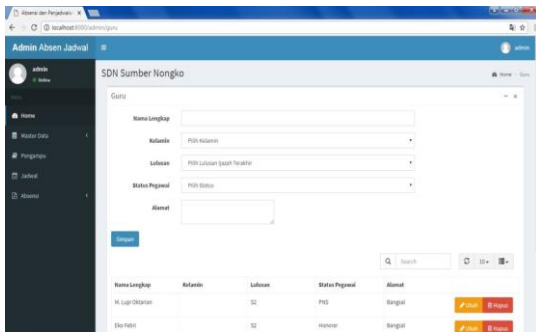 Absensi dan Penjadwalan
localhost:8000/admin/guru
Admin Absen Jadwal
admin
admin
Online
SDN Sumber Nongko
Home
Guru
Guru
Home
Master Data
Pengampu
Jadwal
Absensi
Nama Lengkap
Kelamin
Pilih Kelamin
Lulusan
Pilih Lulusan Ijazah Terakhir
Status Pegawai
Pilih Status
Alamat
Simpan
Search
10
Nama Lengkap Kelamin Lulusan Status Pegawai Alamat
M. Lupi Oktarian S2 PNS Bangsal Ubah Hapus
Eko Febri S2 Honorer Bangsal Ubah Hapus